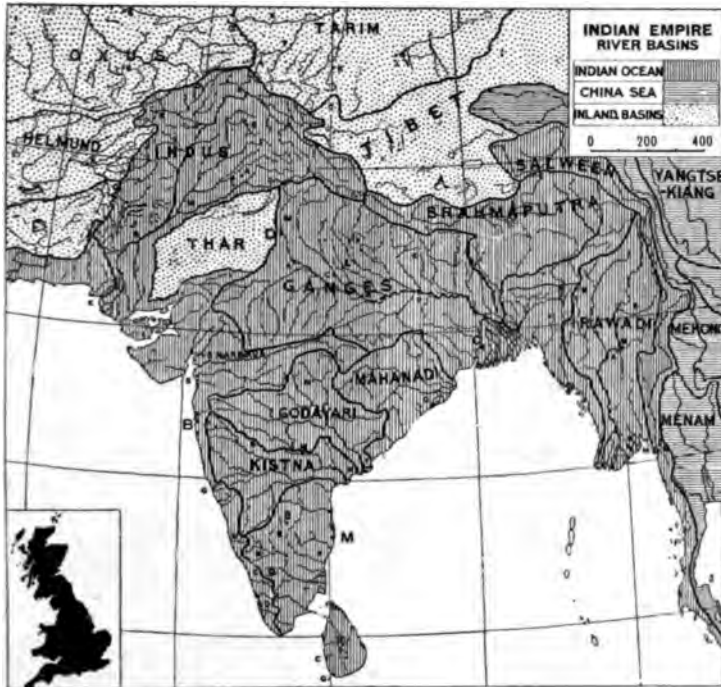 INDIAN EMPIRE
RIVER BASINS
INDIAN OCEAN
CHINA SEA
INLAND BASINS
0 200 400
OXUS
TARIM
TIBET
HELMUND
INDUS
SALWEEN
YANGTSE
-KIANG
A
BRAHMAPUTRA
THAR
D
GANGES
IRAWADI
MEKONG
MAHANADI
MENAM
GODAVARI
B
KISTNA
M